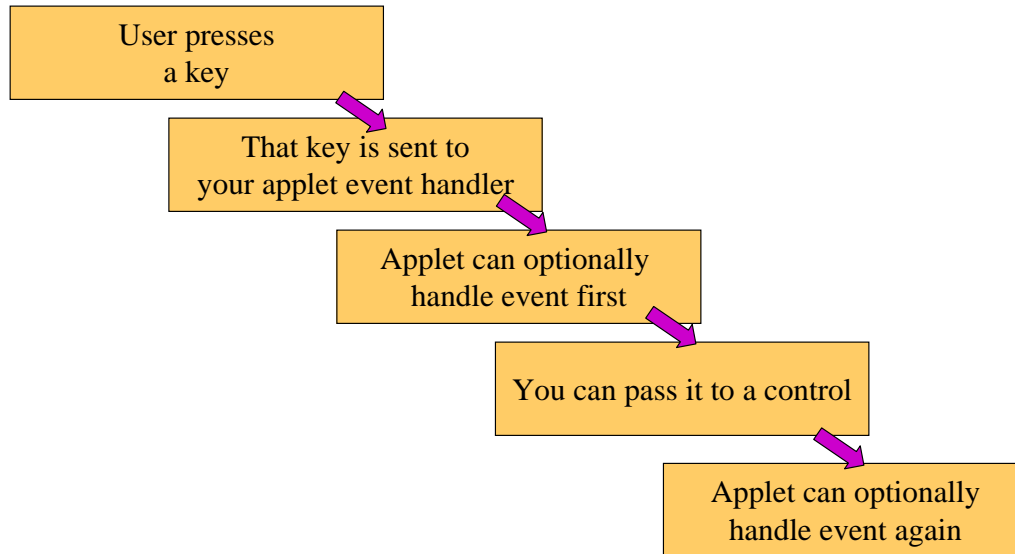 User presses
a key
That key is sent to
your applet event handler
Applet can optionally
handle event first
You can pass it to a control
Applet can optionally
handle event again